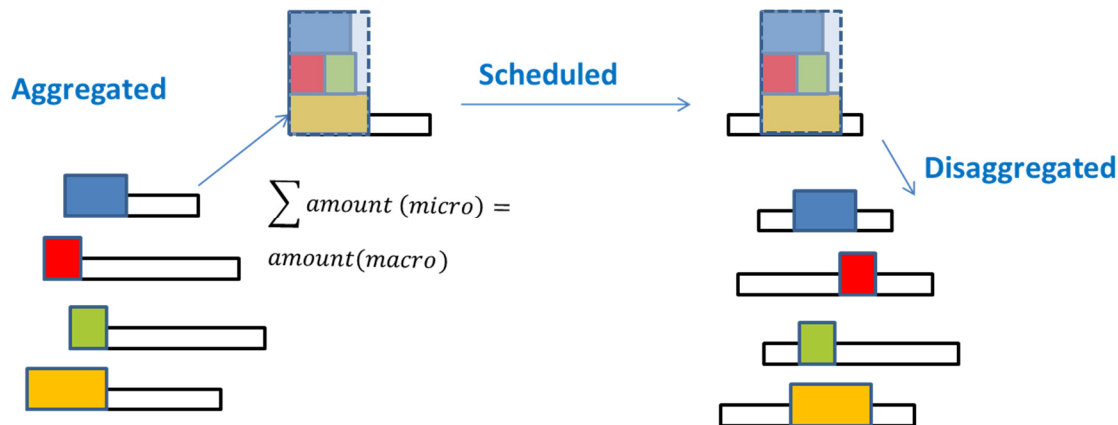 Aggregated
Scheduled
Disaggregated
∑ amount (micro) =
amount(macro)